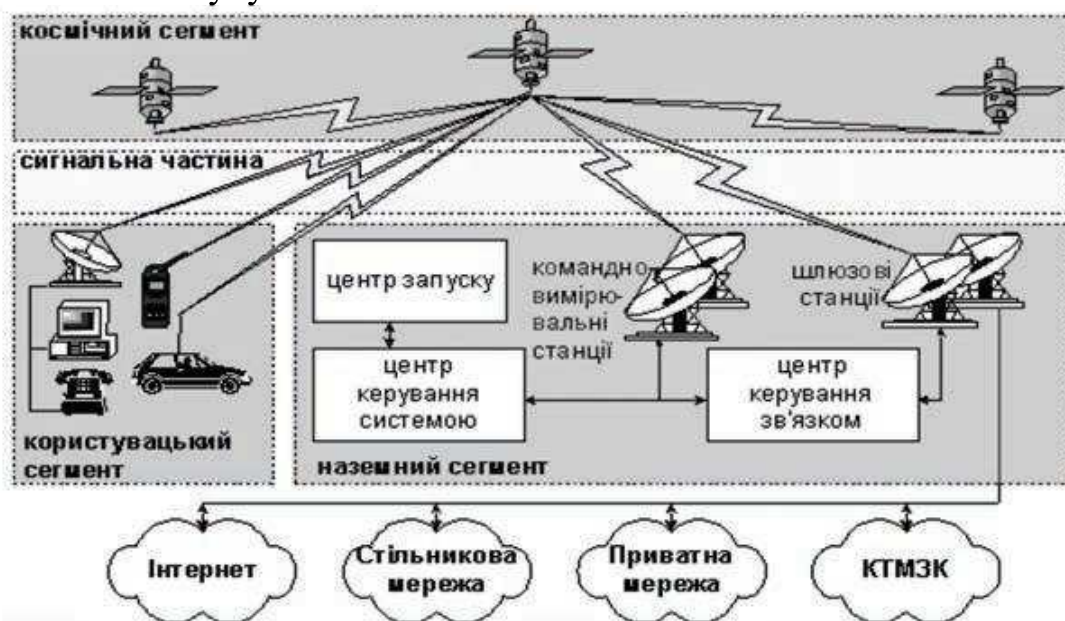 космічний сегмент
сигнальна частина
центр запуску
командно-
вимірю-
вальні
станції
шлюзові
станції
центр
керування
системою
центр
керування
зв'язком
користувацький
сегмент
наземний сегмент
Інтернет
Стільникова
мережа
Приватна
мережа
КТМЗК